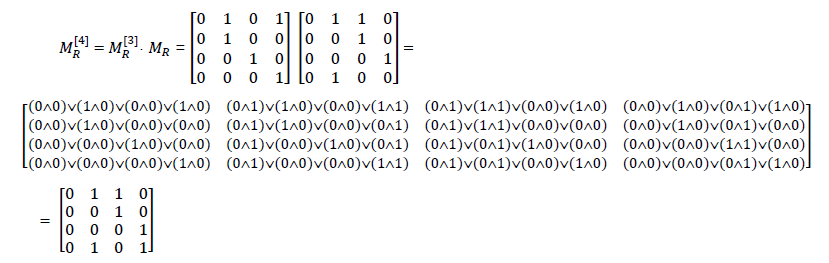 M_R^[4] = M_R^[3]. M_R = [0 1 0 1] [0 1 1 0] =
[0 1 0 0] [0 0 1 0]
[0 0 1 0] [0 0 0 1]
[0 0 0 1] [0 1 0 0]
[(0∧0)∨(1∧0)∨(0∧0)∨(1∧0) (0∧1)∨(1∧0)∨(0∧0)∨(1∧1) (0∧1)∨(1∧1)∨(0∧0)∨(1∧0) (0∧0)∨(1∧0)∨(0∧1)∨(1∧0)]
[(0∧0)∨(1∧0)∨(0∧0)∨(0∧0) (0∧1)∨(1∧0)∨(0∧0)∨(0∧1) (0∧1)∨(1∧1)∨(0∧0)∨(0∧0) (0∧0)∨(1∧0)∨(0∧1)∨(0∧0)]
[(0∧0)∨(0∧0)∨(1∧0)∨(0∧0) (0∧1)∨(0∧0)∨(1∧0)∨(0∧1) (0∧1)∨(0∧1)∨(1∧0)∨(0∧0) (0∧0)∨(0∧0)∨(1∧1)∨(0∧0)]
[(0∧0)∨(0∧0)∨(0∧0)∨(1∧0) (0∧1)∨(0∧0)∨(0∧0)∨(1∧1) (0∧1)∨(0∧1)∨(0∧0)∨(1∧0) (0∧0)∨(0∧0)∨(0∧1)∨(1∧0)]
= [0 1 1 0]
[0 0 1 0]
[0 0 0 1]
[0 1 0 1]